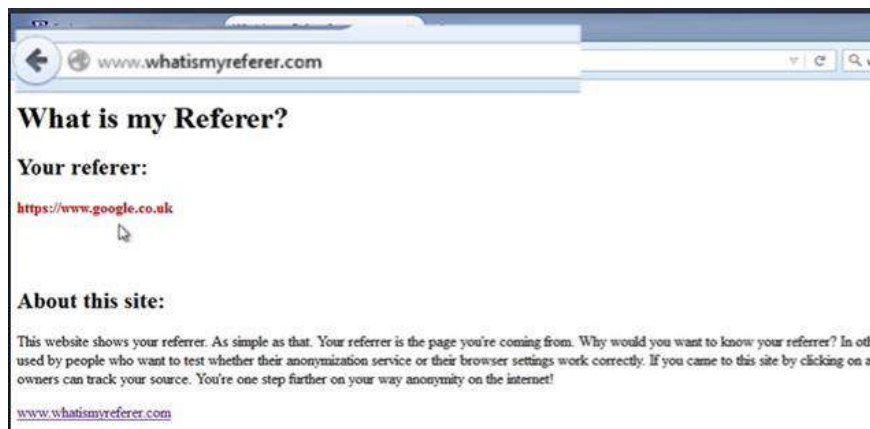 www.whatismyreferer.com
What is my Referer?
Your referer:
https://www.google.co.uk
About this site:
This website shows your referrer. As simple as that. Your referrer is the page you're coming from. Why would you want to know your referrer? In
used by people who want to test whether their anonymization service or their browser settings work correctly. If you came to this site by clicking on
owners can track your source. You're one step further on your way anonymity on the internet!
www.whatismyreferer.com